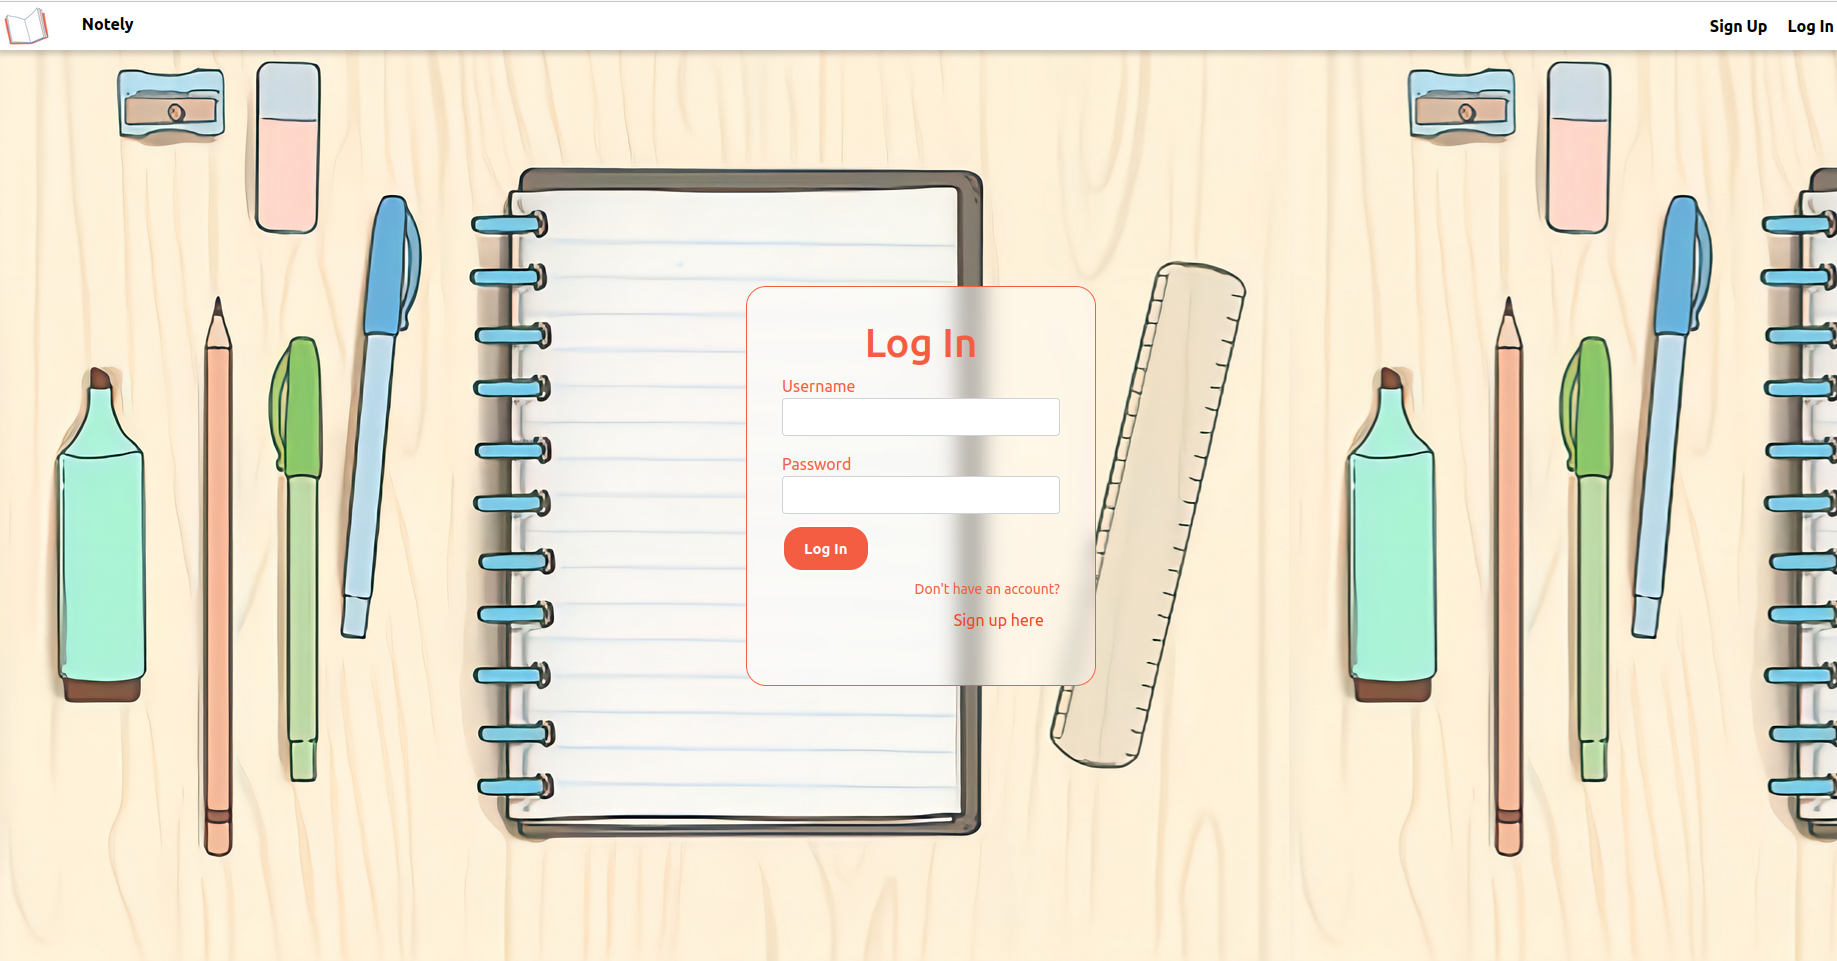 Notely
Sign Up
Log In
Log In
Username
Password
Log In
Don't have an account?
Sign up here